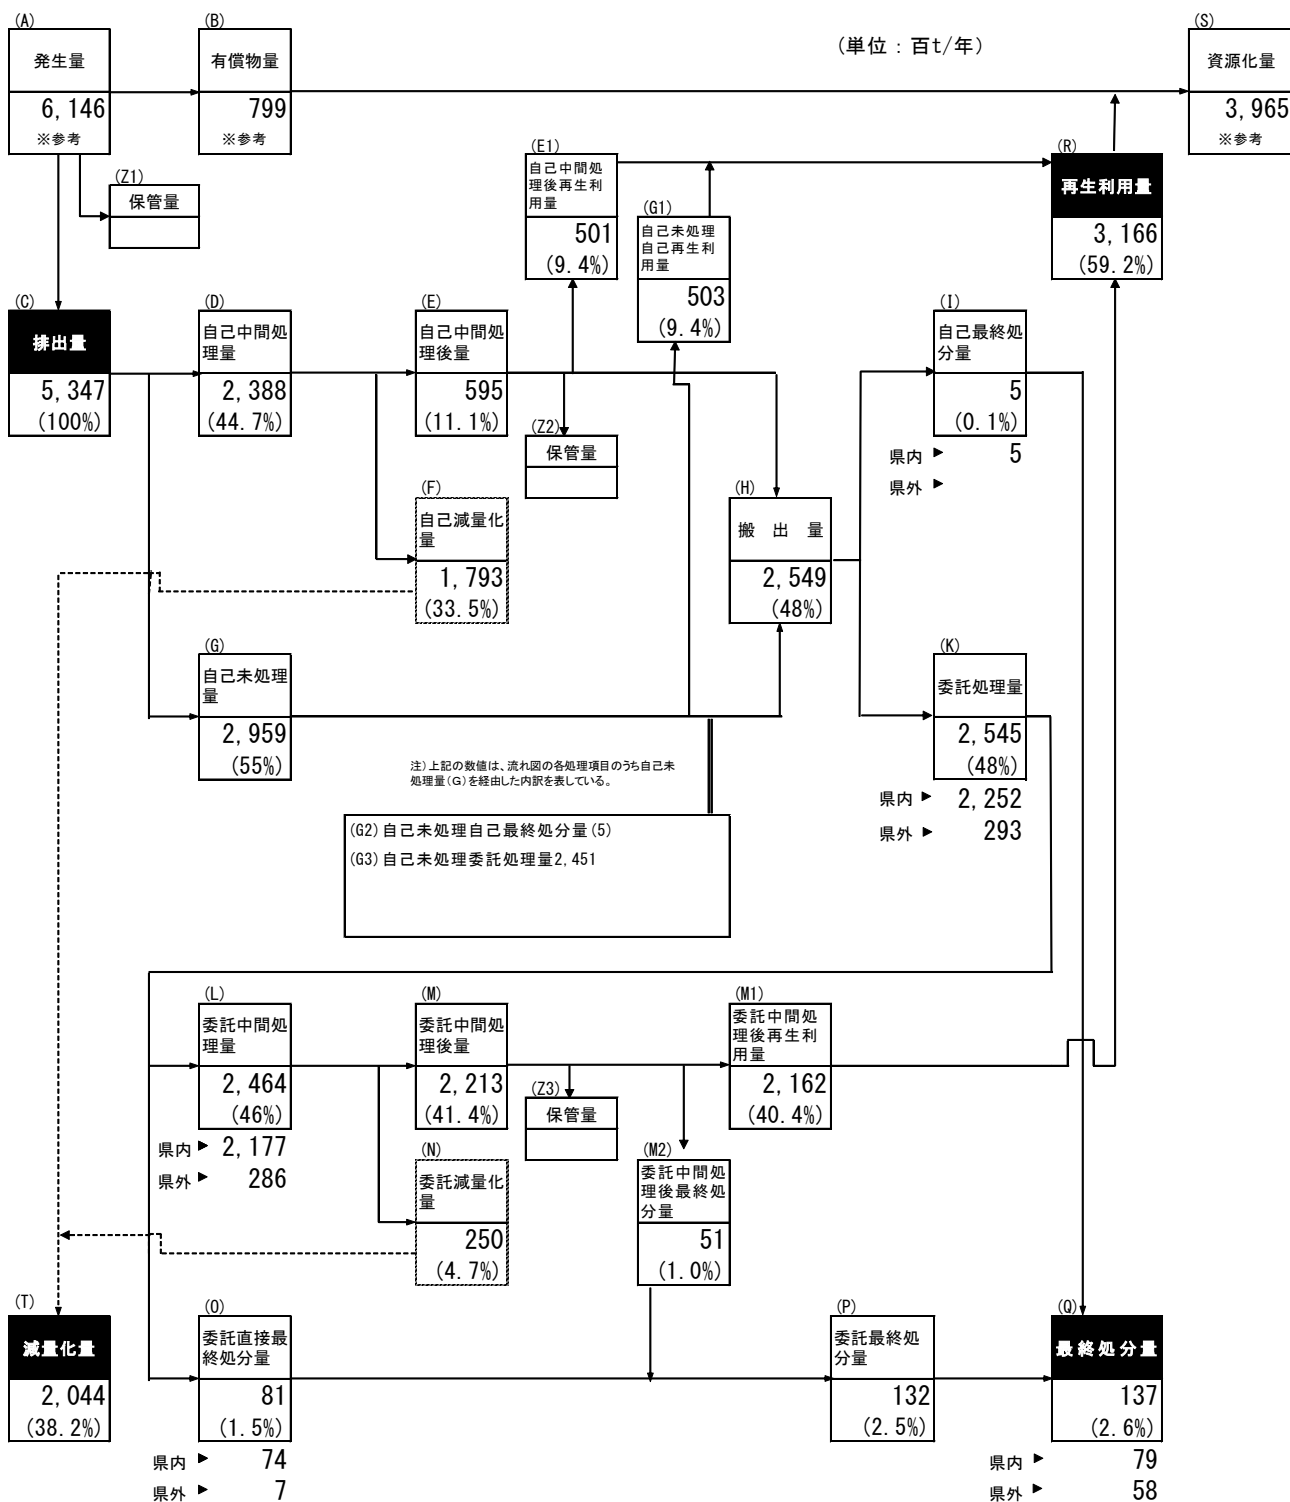 (A)
発生量
6,146
※参考
(B)
有償物量
799
※参考
(単位：百t/年)
(S)
資源化量
3,965
※参考
(Z1)
保管量
(E1)
自己中間処
理後再生利
用量
501
(9.4%)
(G1)
自己未処理
自己再生利
用量
503
(9.4%)
(R)
再生利用量
3,166
(59.2%)
(C)
排出量
5,347
(100%)
(D)
自己中間処
理量
2,388
(44.7%)
(E)
自己中間処
理後量
595
(11.1%)
(Z2)
保管量
(I)
自己最終処
分量
5
(0.1%)
県内 ▶ 5
県外 ▶
(F)
自己減量化
量
1,793
(33.5%)
(H)
搬 出 量
2,549
(48%)
(G)
自己未処理
量
2,959
(55%)
(K)
委託処理量
2,545
(48%)
県内 ▶ 2,252
県外 ▶ 293
注)上記の数値は、流れ図の各処理項目のうち自己未
処理量(G)を経由した内訳を表している。
(G2)自己未処理自己最終処分量(5)
(G3)自己未処理委託処理量2,451
(L)
委託中間処
理量
2,464
(46%)
県内 ▶ 2,177
県外 ▶ 286
(M)
委託中間処
理後量
2,213
(41.4%)
(Z3)
保管量
(M1)
委託中間処
理後再生利
用量
2,162
(40.4%)
(N)
委託減量化
量
250
(4.7%)
(M2)
委託中間処
理後最終処
分量
51
(1.0%)
(T)
減量化量
2,044
(38.2%)
(O)
委託直接最
終処分量
81
(1.5%)
県内 ▶ 74
県外 ▶ 7
(P)
委託最終処
分量
132
(2.5%)
(Q)
最終処分量
137
(2.6%)
県内 ▶ 79
県外 ▶ 58